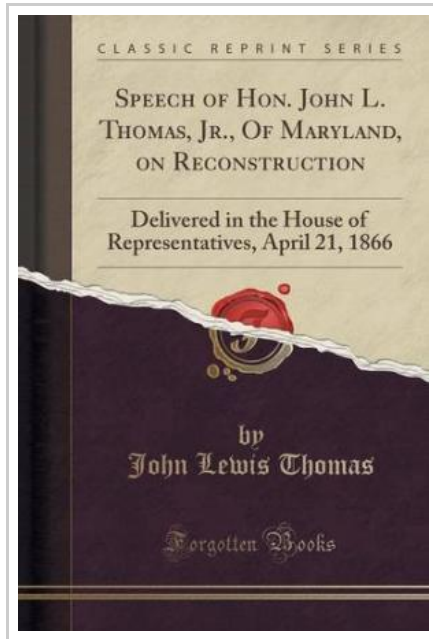 CLASSIC REPRINT SERIES
SPEECH OF HON. JOHN L.
THOMAS, JR., OF MARYLAND,
ON RECONSTRUCTION
Delivered in the House of
Representatives, April 21, 1866
by
John Lewis Thomas
Forgotten Books